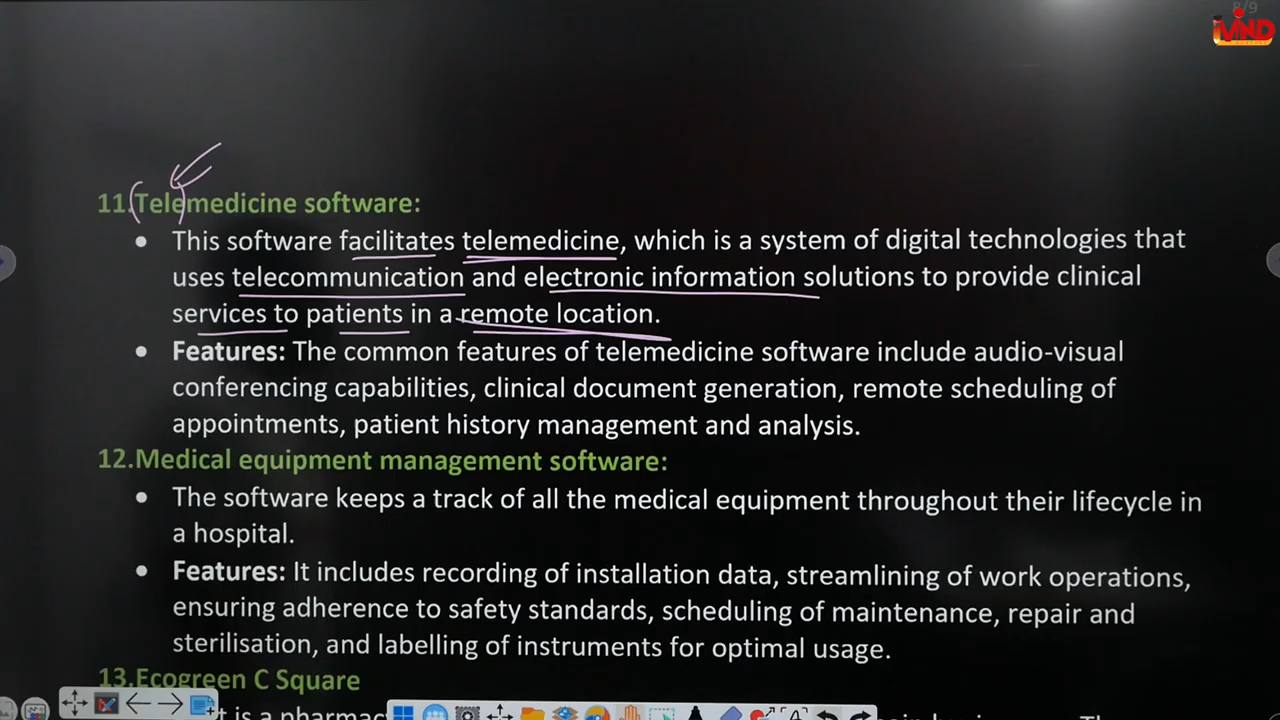 8/9
iMIND
11.Telemedicine software:
• This software facilitates telemedicine, which is a system of digital technologies that
uses telecommunication and electronic information solutions to provide clinical
services to patients in a remote location.
• Features: The common features of telemedicine software include audio-visual
conferencing capabilities, clinical document generation, remote scheduling of
appointments, patient history management and analysis.
12.Medical equipment management software:
• The software keeps a track of all the medical equipment throughout their lifecycle in
a hospital.
• Features: It includes recording of installation data, streamlining of work operations,
ensuring adherence to safety standards, scheduling of maintenance, repair and
sterilisation, and labelling of instruments for optimal usage.
13.Ecogreen C Square
is a